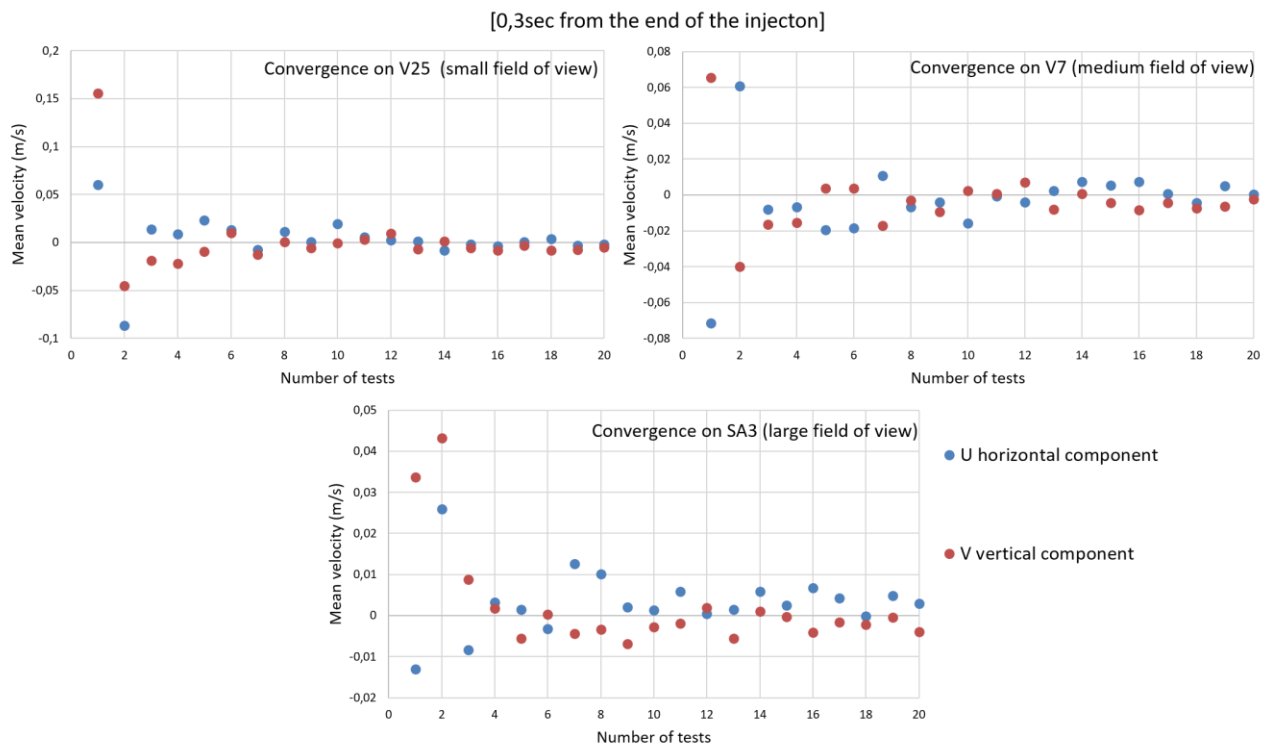 [0,3sec from the end of the injecton]
Convergence on V25 (small field of view)
Mean velocity (m/s)
0,2
0,15
0,1
0,05
0
-0,05
-0,1
0 2 4 6 8 10 12 14 16 18 20
Number of tests
Convergence on V7 (medium field of view)
Mean velocity (m/s)
0,08
0,06
0,04
0,02
0
-0,02
-0,04
-0,06
-0,08
0 2 4 6 8 10 12 14 16 18 20
Number of tests
Convergence on SA3 (large field of view)
Mean velocity (m/s)
0,05
0,04
0,03
0,02
0,01
0
-0,01
-0,02
0 2 4 6 8 10 12 14 16 18 20
Number of tests
U horizontal component
V vertical component